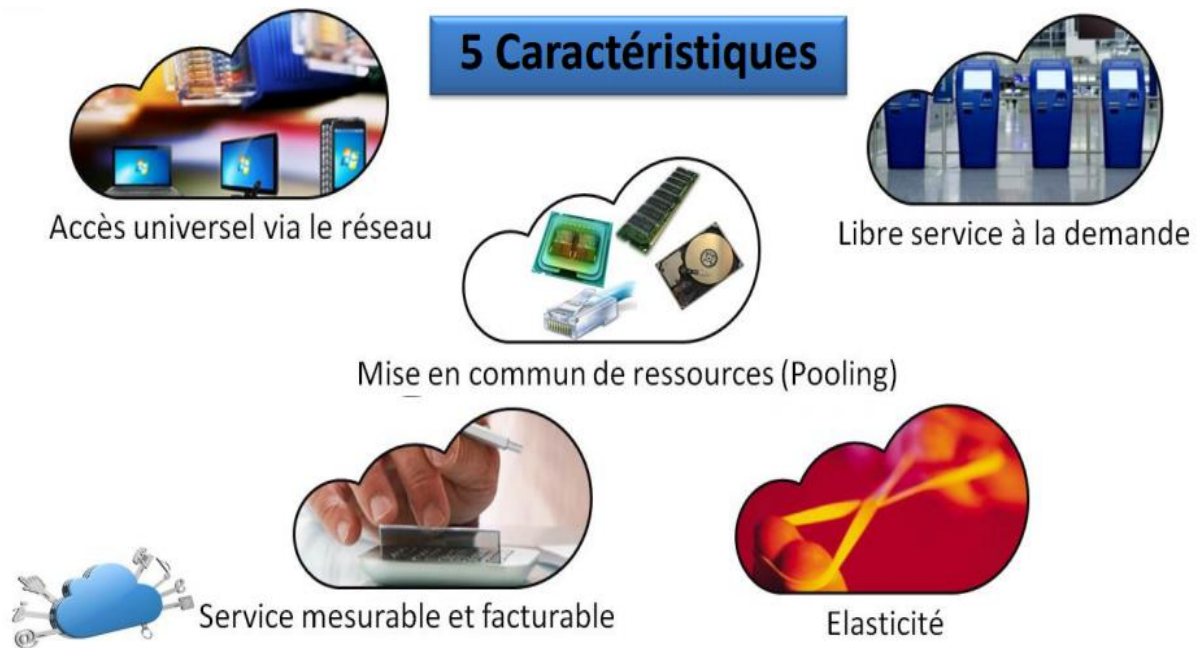 5 Caractéristiques
Accès universel via le réseau
Libre service à la demande
Mise en commun de ressources (Pooling)
Service mesurable et facturable
Elasticité